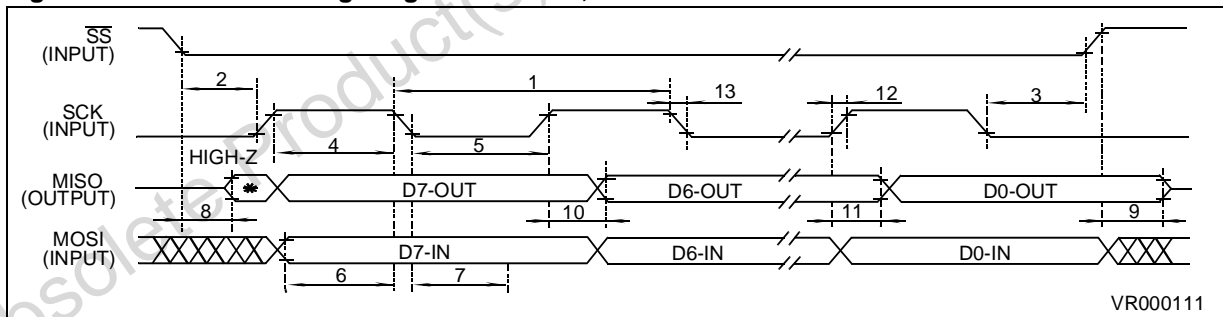 SS
(INPUT)
2
1
13
12
3
SCK
(INPUT)
4
5
HIGH-Z
MISO
(OUTPUT)
*
D7-OUT
D6-OUT
D0-OUT
8
10
11
9
MOSI
(INPUT)
D7-IN
D6-IN
D0-IN
6
7
VR000111